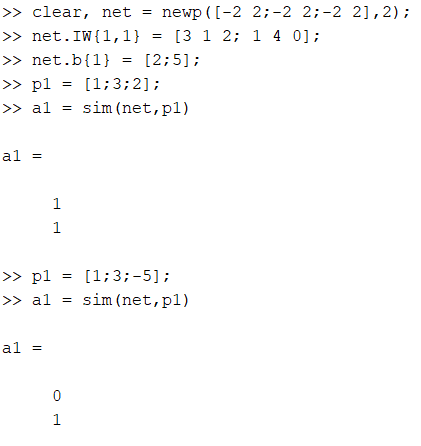 >> clear, net = newp([-2 2;-2 2;-2 2],2);
>> net.IW{1,1} = [3 1 2; 1 4 0];
>> net.b{1} = [2;5];
>> p1 = [1;3;2];
>> a1 = sim(net,p1)
a1 =
1
1
>> p1 = [1;3;-5];
>> a1 = sim(net,p1)
a1 =
0
1